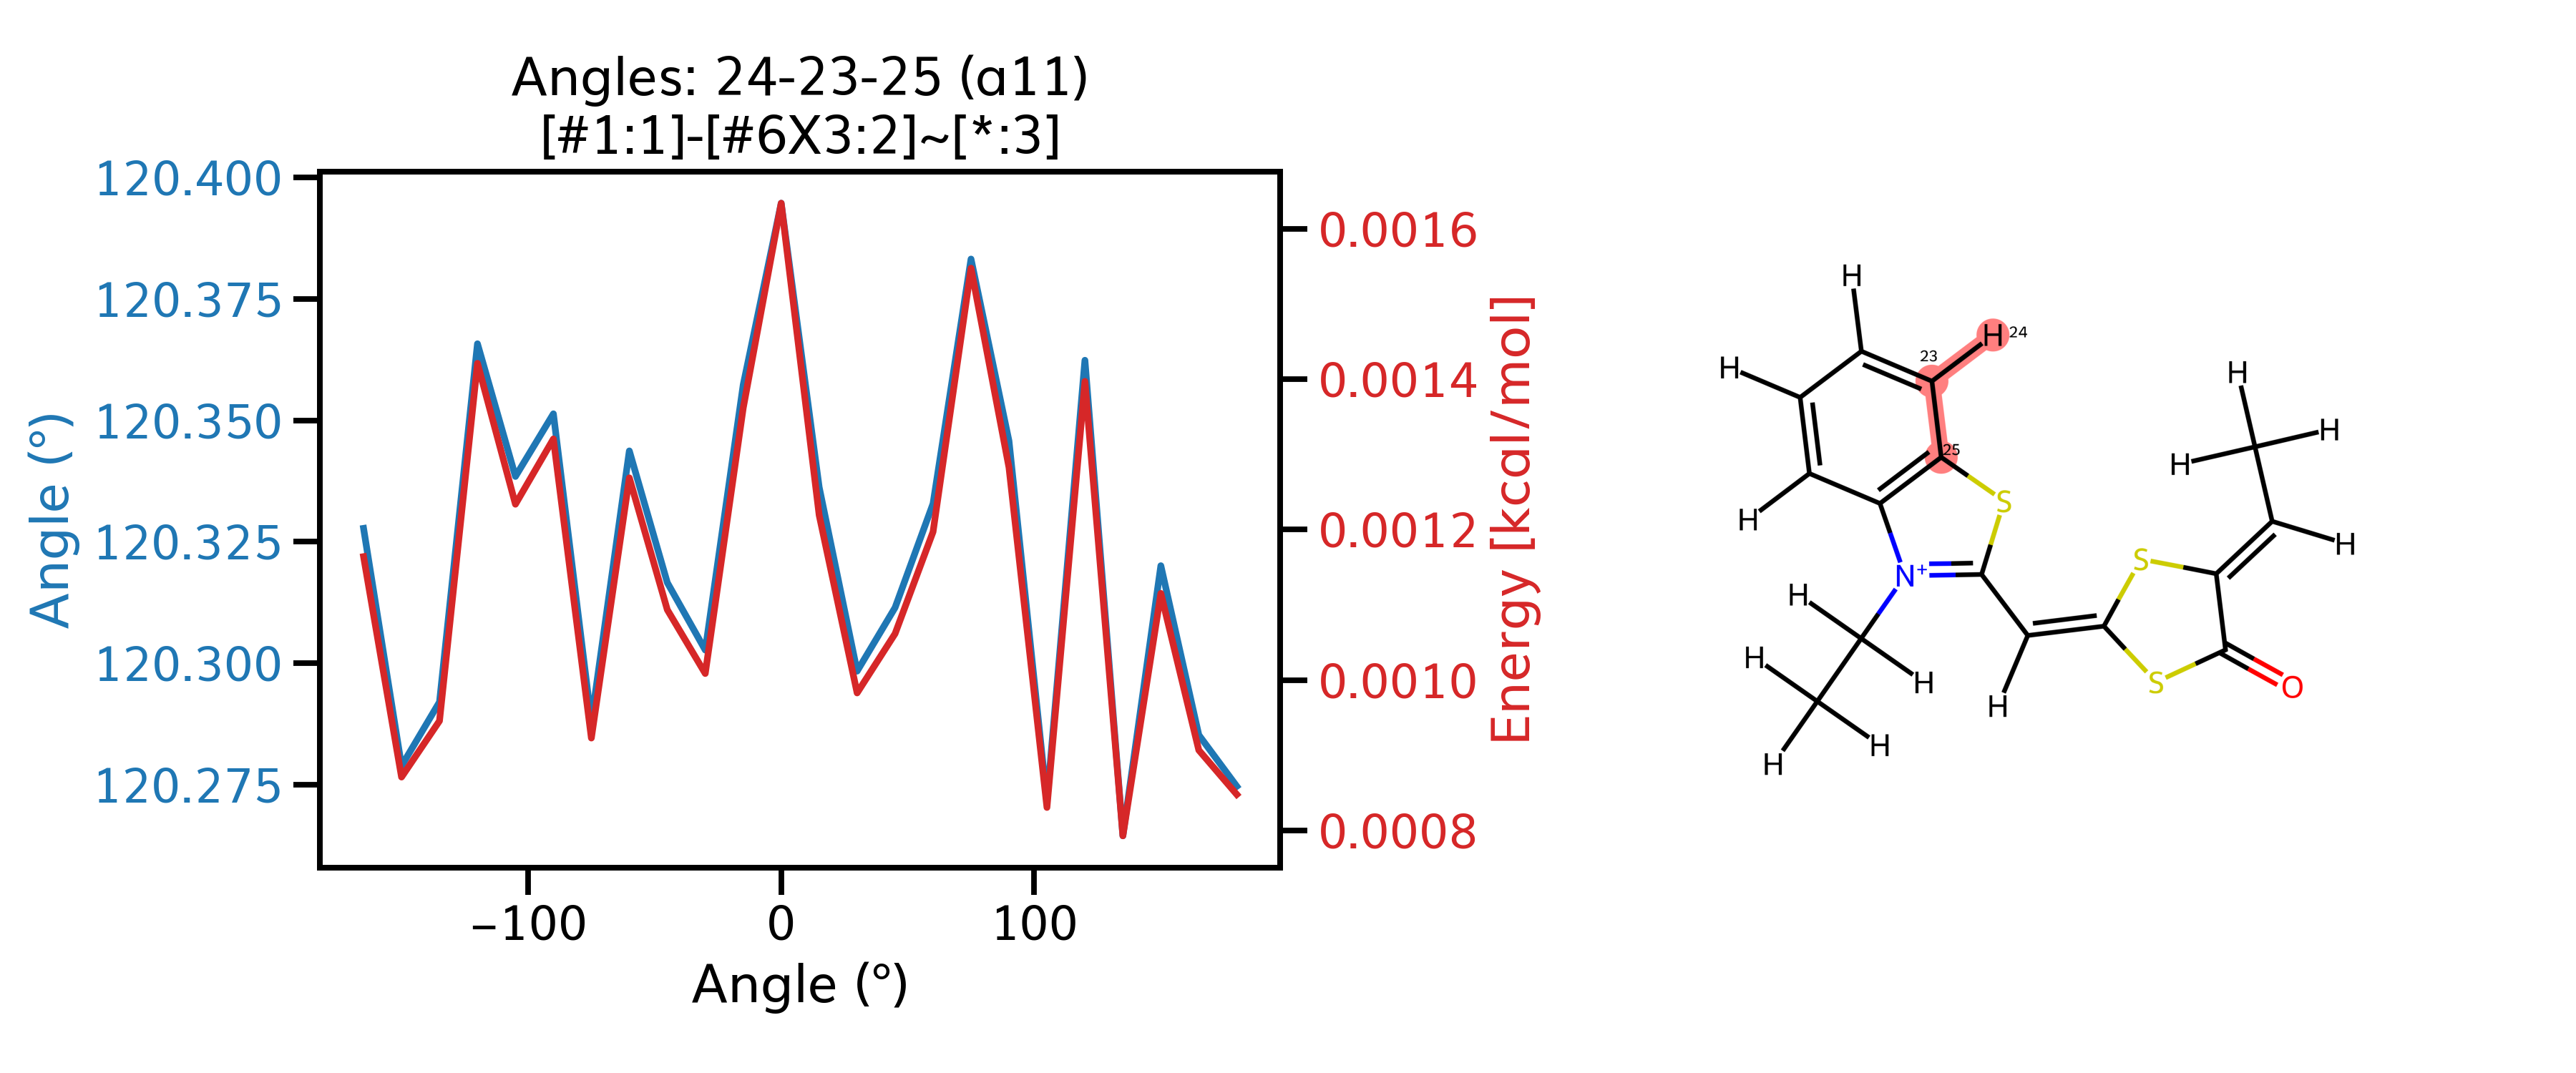 Angles: 24-23-25 (a11)
[#1:1]-[#6X3:2]~[*:3]
120.400
120.375
120.350
120.325
120.300
120.275
Angle (°)
0.0016
0.0014
0.0012
0.0010
0.0008
Energy [kcal/mol]
−100
0
100
Angle (°)
H
H
24
H
23
H
H
25
H
S
H
H
H
S
N+
H
H
H
S
O
H
H
H